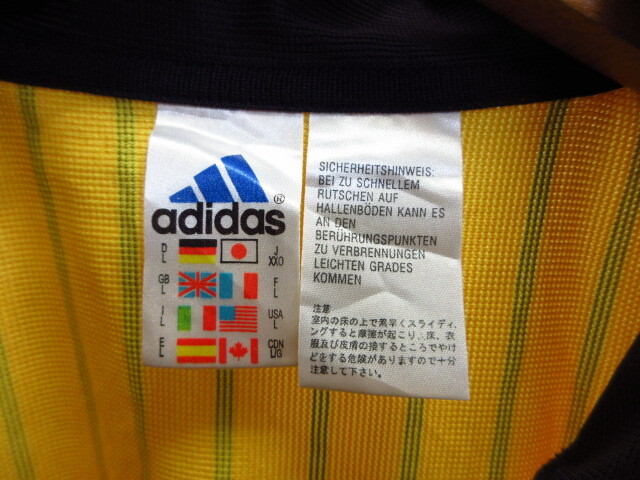 adidas®
D
L
J
XXO
GB
L
F
L
I
L
USA
L
E
L
CDN
L/G
SICHERHEITSHINWEIS:
BEI ZU SCHNELLEM
RUTSCHEN AUF
HALLENBÖDEN KANN ES
AN DEN
BERÜHRUNGSPUNKTEN
ZU VERBRENNUNGEN
LEICHTEN GRADES
KOMMEN
注意
室内の床の上で素早くスライディ
ングすると摩擦が起こり、床、衣
服及び皮膚の接するところでやけ
どをする危険がありますので十分
注意して下さい。